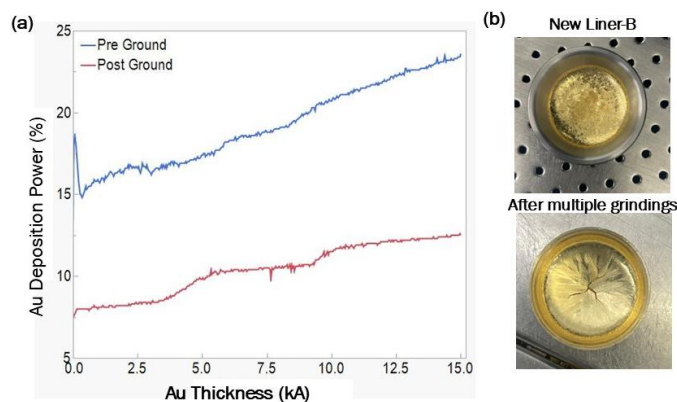 (a)
25
20
15
10
5
Au Deposition Power (%)
Pre Ground
Post Ground
0.0 2.5 5.0 7.5 10.0 12.5 15.0
Au Thickness (kA)
(b)
New Liner-B
After multiple grindings